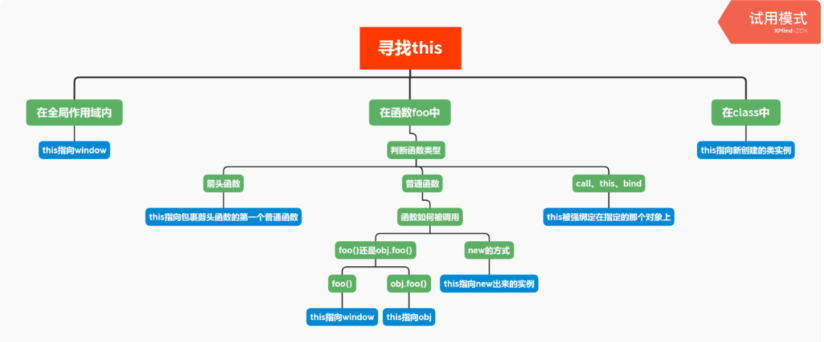 试用模式
XMind:ZEN
寻找this
在全局作用域内
在函数foo中
在class中
this指向window
判断函数类型
this指向新创建的类实例
箭头函数
普通函数
call、this、bind
this指向包裹剪头函数的第一个普通函数
函数如何被调用
this被强绑定在指定的那个对象上
foo()还是obj.foo()
new的方式
foo()
obj.foo()
this指向new出来的实例
this指向window
this指向obj